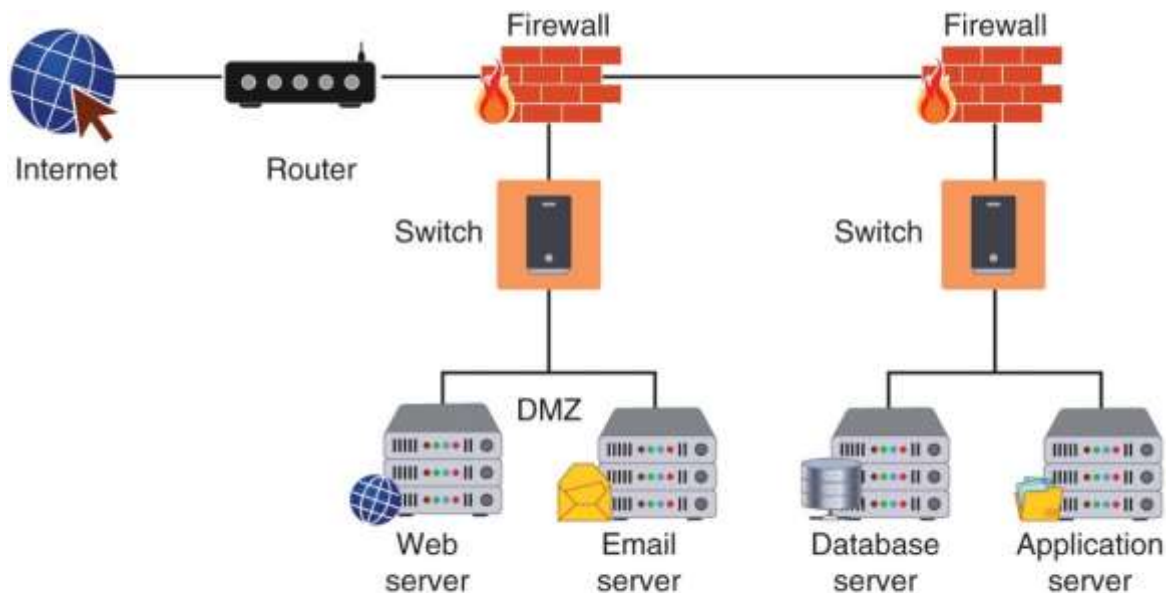 Firewall
Firewall
Internet
Router
Switch
Switch
DMZ
Web
server
Email
server
Database
server
Application
server